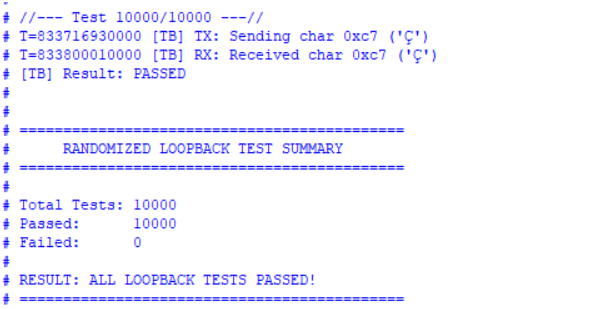 # //--- Test 10000/10000 ---//
# T=833716930000 [TB] TX: Sending char 0xc7 ('Ç')
# T=833800010000 [TB] RX: Received char 0xc7 ('Ç')
# [TB] Result: PASSED
#
#
# ===========================================
#      RANDOMIZED LOOPBACK TEST SUMMARY
# ===========================================
#
# Total Tests: 10000
# Passed:      10000
# Failed:      0
#
# RESULT: ALL LOOPBACK TESTS PASSED!
# ===========================================